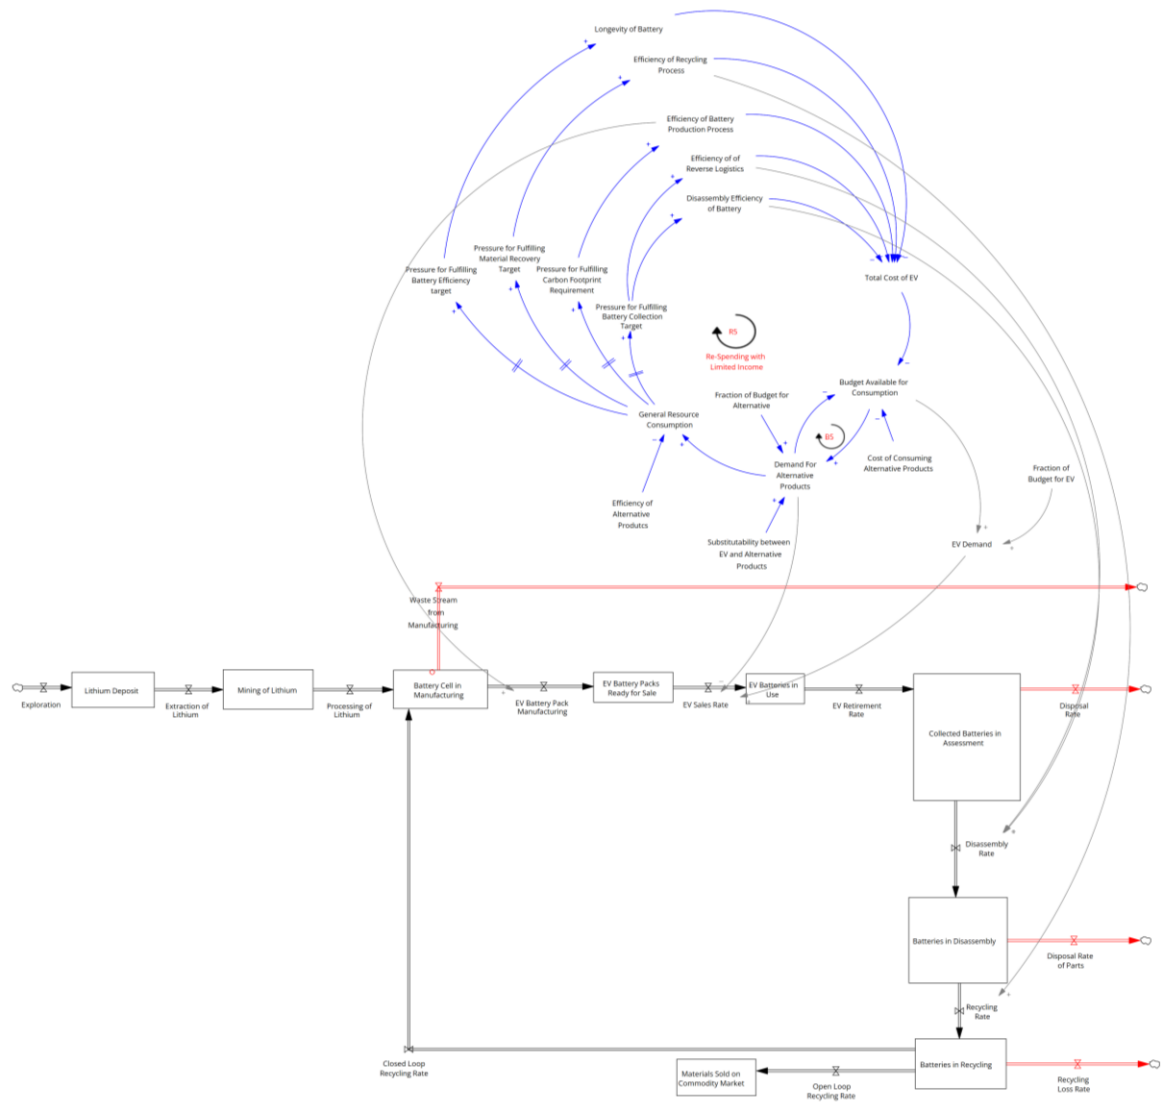 Longevity of Battery
Efficiency of Recycling
Process
Efficiency of Battery
Production Process
Efficiency of of
Reverse Logistics
Disassembly Efficiency
of Battery
Pressure for Fulfilling
Battery Efficiency
target
Pressure for Fulfilling
Material Recovery
Target
Pressure for Fulfilling
Carbon Footprint
Requirement
Pressure for Fulfilling
Battery Collection
Target
Total Cost of EV
R5
Re-Spending with
Limited Income
Budget Available for
Consumption
Fraction of Budget for
Alternative
General Resource
Consumption
B5
Cost of Consuming
Alternative Products
Demand For
Alternative
Products
Fraction of
Budget for EV
Efficiency of
Alternative
Produtcs
Substitutability between
EV and Alternative
Products
EV Demand
Waste Stream
from
Manufacturing
Exploration
Lithium Deposit
Extraction of
Lithium
Mining of Lithium
Processing of
Lithium
Battery Cell in
Manufacturing
EV Battery Pack
Manufacturing
EV Battery Packs
Ready for Sale
EV Sales Rate
EV Batteries in
Use
EV Retirement
Rate
Collected Batteries in
Assessment
Disposal
Rate
Disassembly
Rate
Batteries in Disassembly
Disposal Rate
of Parts
Recycling
Rate
Closed Loop
Recycling Rate
Batteries in Recycling
Materials Sold on
Commodity Market
Open Loop
Recycling Rate
Recycling
Loss Rate